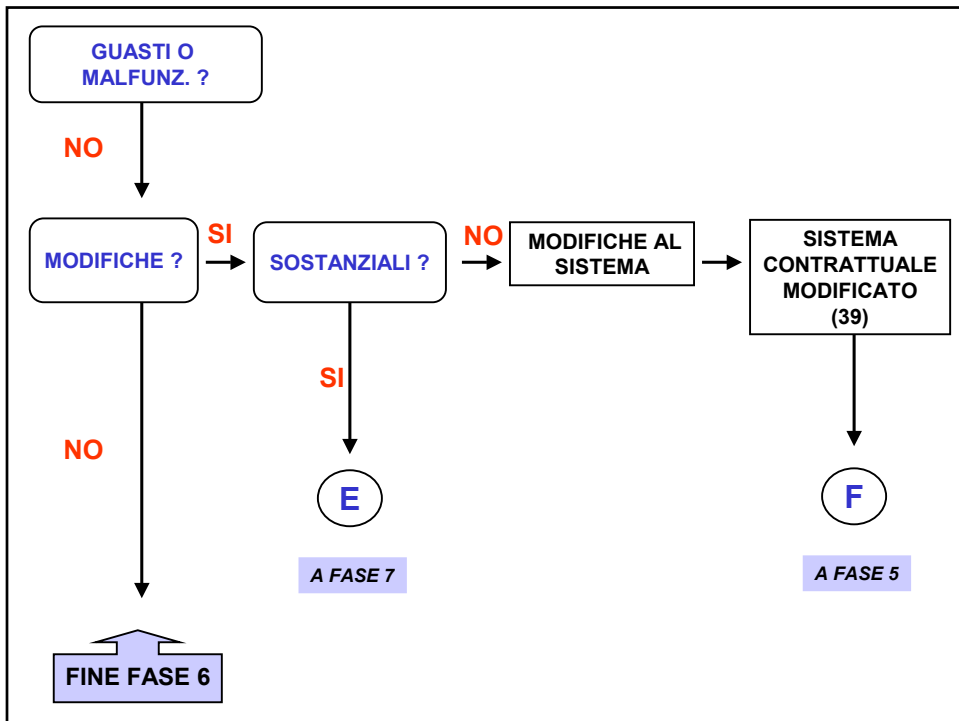 GUASTI O
MALFUNZ. ?
NO
MODIFICHE ?
SI
SOSTANZIALI ?
NO
MODIFICHE AL
SISTEMA
SISTEMA
CONTRATTUALE
MODIFICATO
(39)
NO
SI
E
F
A FASE 7
A FASE 5
FINE FASE 6